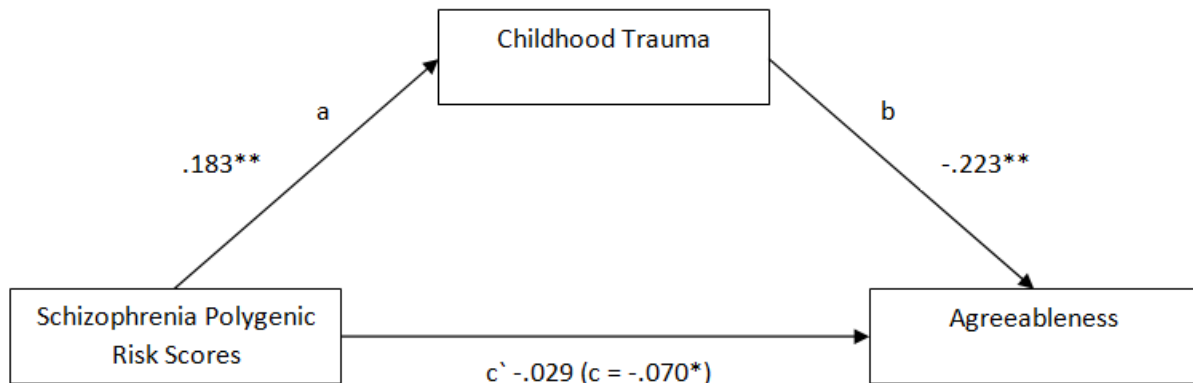 Childhood Trauma
a
b
.183**
-.223**
Schizophrenia Polygenic
Risk Scores
Agreeableness
c` -.029 (c = -.070*)